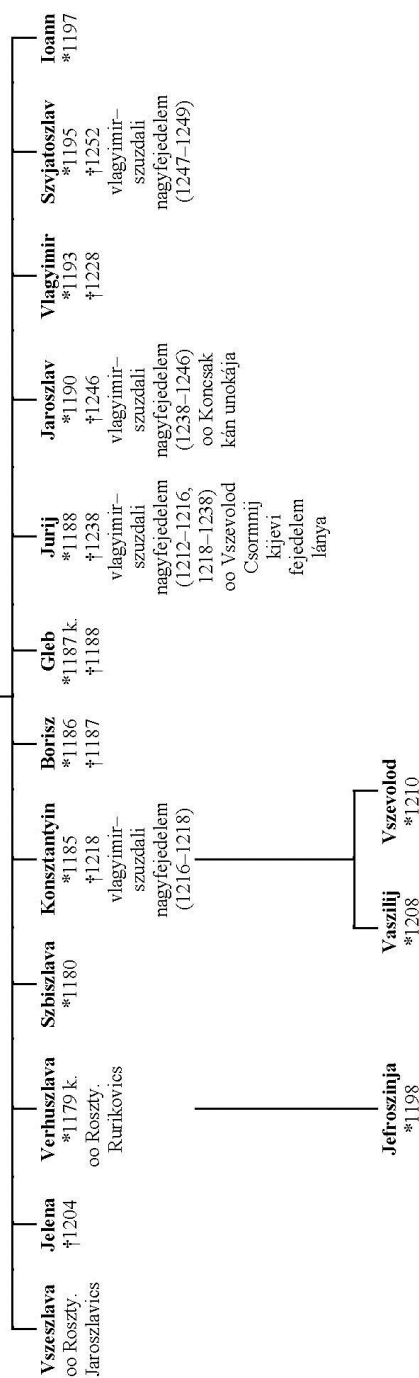 Vszeszlava
oo Roszty.
Jaroszlavics
Jelena
†1204
Verhuszlava
*1179 k.
oo Roszty.
Rurikovics
Szbiszlava
*1180
Konsztantyin
*1185
†1218
vlagyimir–
szuzdali
nagyfejedelem
(1216–1218)
Borisz
*1186
†1187
Gleb
*1187 k.
†1188
Jurij
*1188
†1238
vlagyimir–
szuzdali
nagyfejedelem
(1212–1216,
1218–1238)
oo Vszevolod
Csormnij
kijevi
fejedelem
lánya
Jaroszlav
*1190
†1246
vlagyimir–
szuzdali
nagyfejedelem
(1238–1246)
oo Koncsak
kán unokája
Vlagyimir
*1193
†1228
Szvjatoszlav
*1195
†1252
vlagyimir–
szuzdali
nagyfejedelem
(1247–1249)
Ioann
*1197
Jefroszinja
*1198
Vaszilij
*1208
Vszevolod
*1210